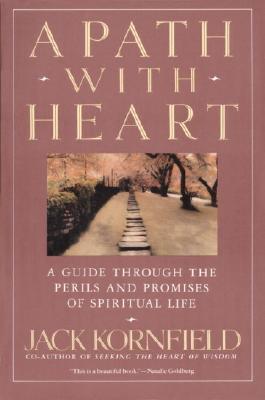 A PATH
WITH
HEART
A GUIDE THROUGH THE
PERILS AND PROMISES
OF SPIRITUAL LIFE
JACK KORNFIELD
CO-AUTHOR OF SEEKING THE HEART OF WISDOM
"This is a beautiful book."—Natalie Goldberg